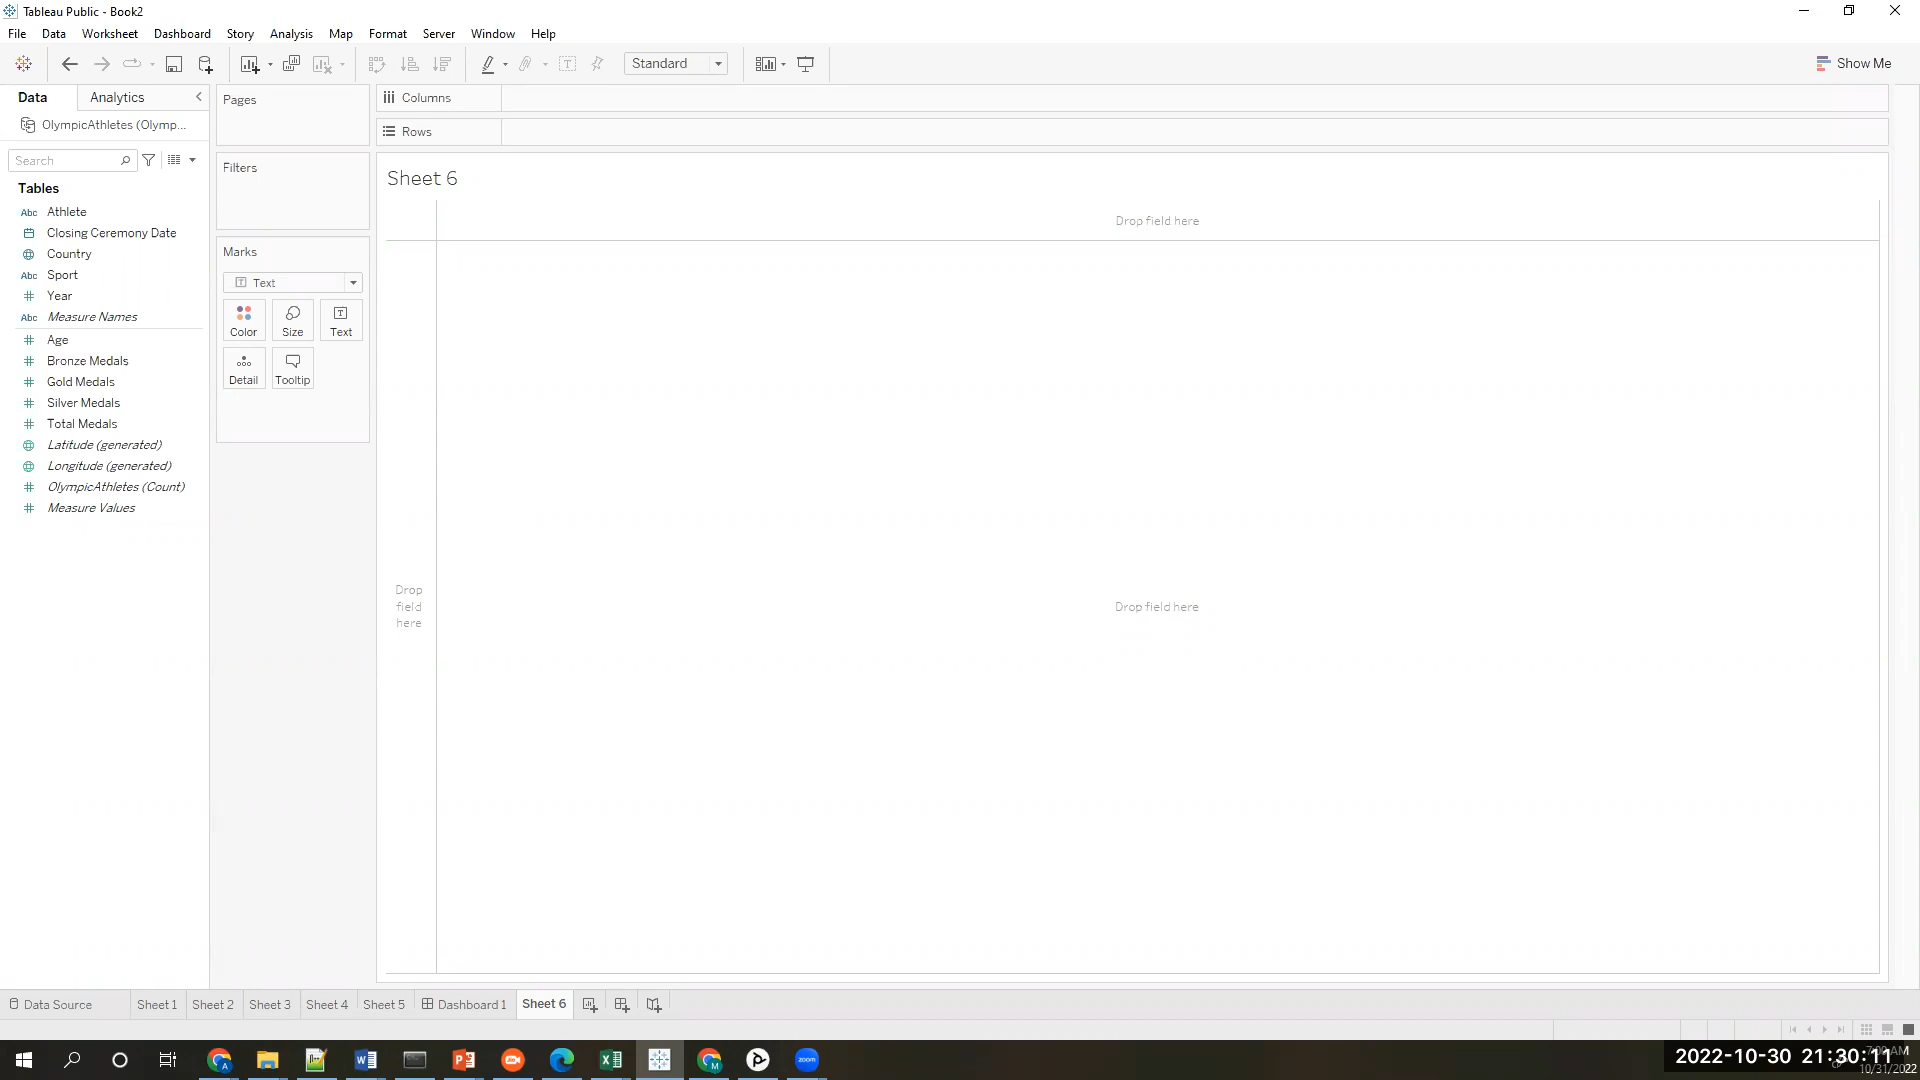 Tableau Public - Book2
File Data Worksheet Dashboard Story Analysis Map Format Server Window Help
Standard
Show Me
Data Analytics
OlympicAthletes (Olymp...
Search
Tables
Abc Athlete
Closing Ceremony Date
Country
Abc Sport
Year
Abc Measure Names
Age
Bronze Medals
Gold Medals
Silver Medals
Total Medals
Latitude (generated)
Longitude (generated)
OlympicAthletes (Count)
Measure Values
Pages
Filters
Marks
Text
Color Size Text
Detail Tooltip
Columns
Rows
Sheet 6
Drop field here
Drop
field
here
Drop field here
Data Source Sheet 1 Sheet 2 Sheet 3 Sheet 4 Sheet 5 Dashboard 1 Sheet 6
2022-10-30 21:30:11
10/31/2022